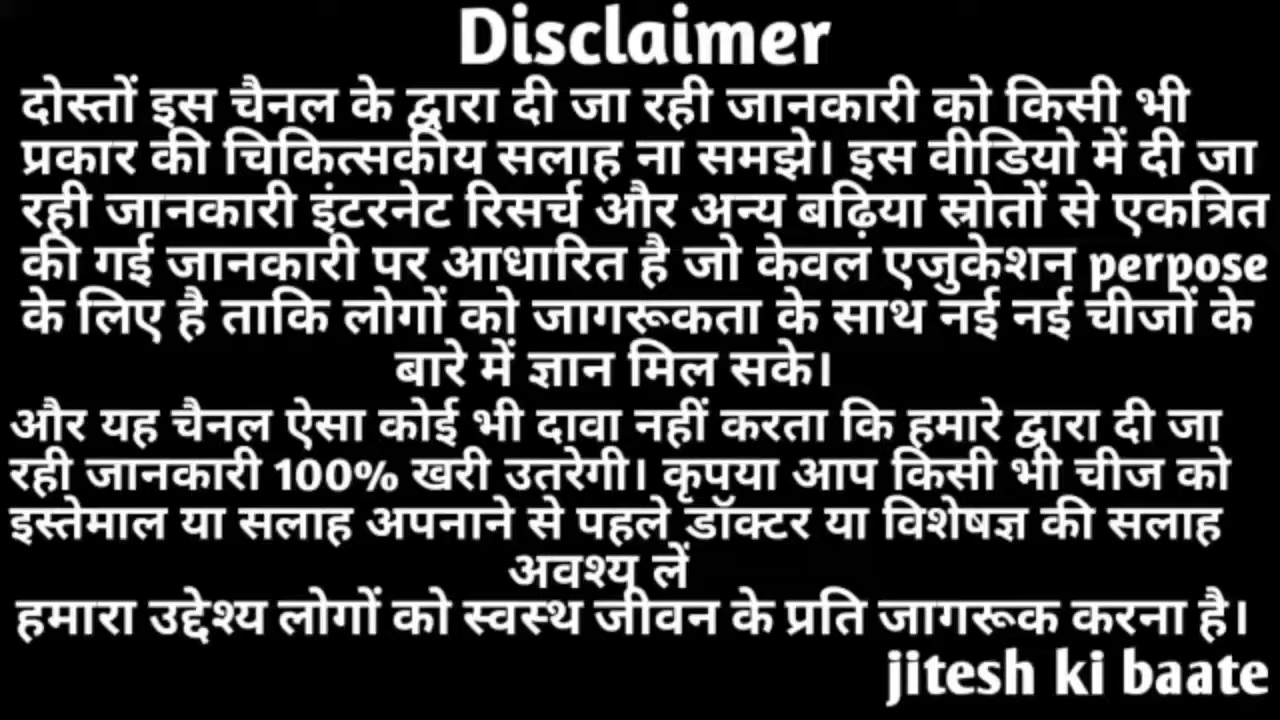 Disclaimer
दोस्तों इस चैनल के द्वारा दी जा रही जानकारी को किसी भी
प्रकार की चिकित्सकीय सलाह ना समझे। इस वीडियो में दी जा
रही जानकारी इंटरनेट रिसर्च और अन्य बढ़िया स्रोतों से एकत्रित
की गई जानकारी पर आधारित है जो केवल एजुकेशन perpose
के लिए है ताकि लोगों को जागरूकता के साथ नई नई चीजों के
बारे में ज्ञान मिल सके।
और यह चैनल ऐसा कोई भी दावा नहीं करता कि हमारे द्वारा दी जा
रही जानकारी 100% खरी उतरेगी। कृपया आप किसी भी चीज को
इस्तेमाल या सलाह अपनाने से पहले डॉक्टर या विशेषज्ञ की सलाह
अवश्य लें
हमारा उद्देश्य लोगों को स्वस्थ जीवन के प्रति जागरूक करना है।
jitesh ki baate